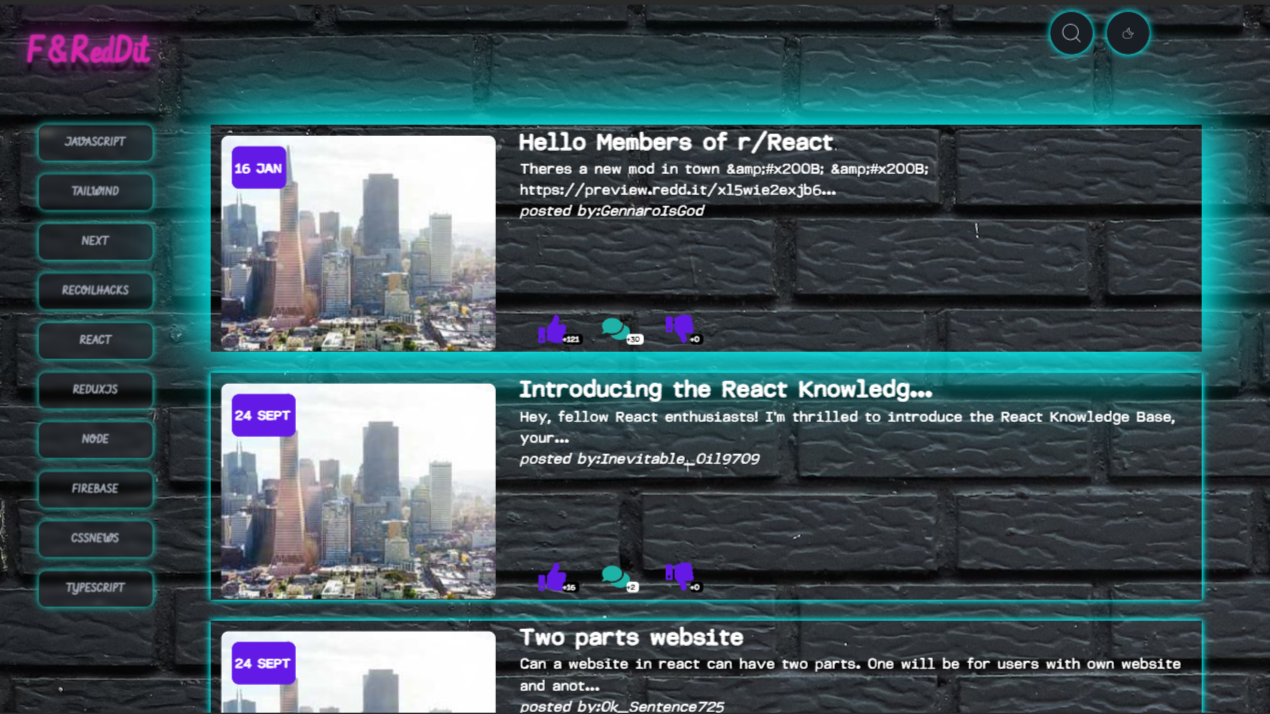 F&RedDit
JAVASCRIPT
TAILWIND
NEXT
RECOILHACKS
REACT
REDUXJS
NODE
FIREBASE
CSSNEWS
TYPESCRIPT
16 JAN
Hello Members of r/React
Theres a new mod in town &amp;#x200B; &amp;#x200B;
https://preview.redd.it/xl5wie2exjb6...
posted by:GennaroIsGod
+121
+30
+0
24 SEPT
Introducing the React Knowledg...
Hey, fellow React enthusiasts! I'm thrilled to introduce the React Knowledge Base,
your...
posted by:Inevitable_Oil9709
+16
+2
+0
24 SEPT
Two parts website
Can a website in react can have two parts. One will be for users with own website
and anot...
posted by:Ok_Sentence725